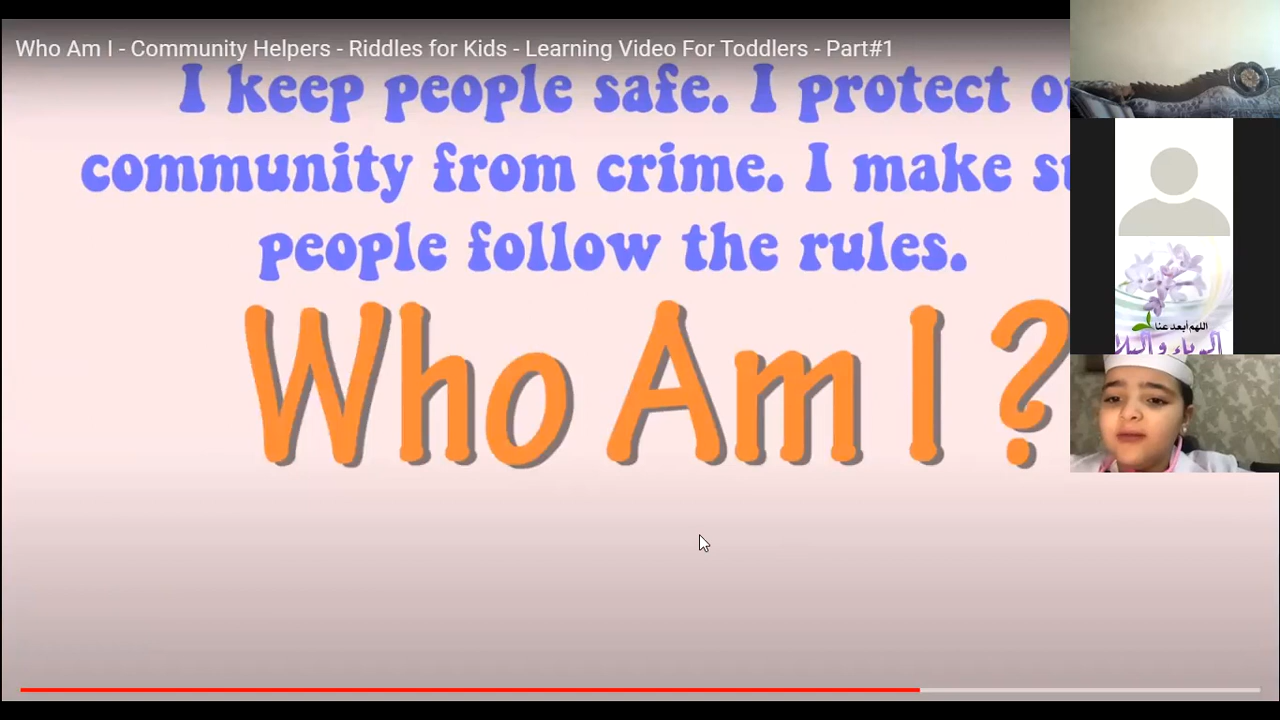 Who Am I - Community Helpers - Riddles for Kids - Learning Video For Toddlers - Part#1
I keep people safe. I protect
community from crime. I make
people follow the rules.
Who Am I ?
اللهم أبعد عنا